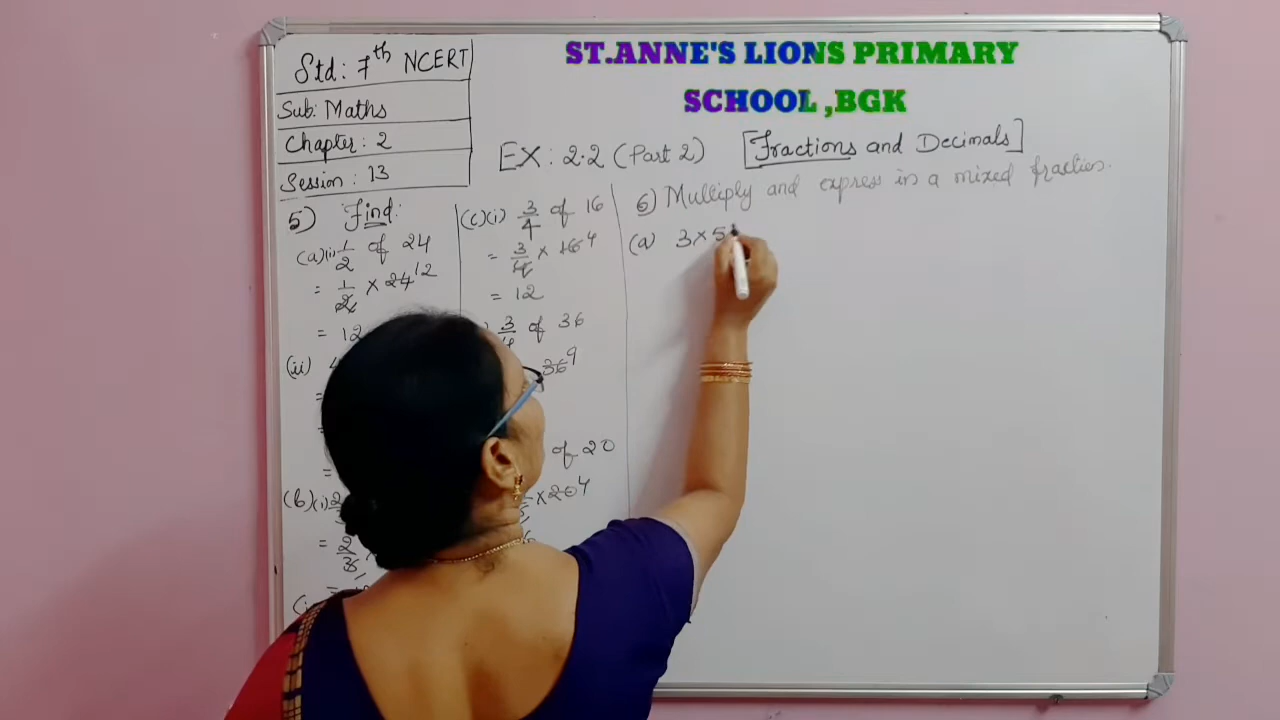 ST.ANNE'S LIONS PRIMARY
SCHOOL ,BGK
Std: 7th NCERT
Sub: Maths
Chapter: 2
Session: 13
EX: 2.2 (Part 2) [Fractions and Decimals]
5) Find:
(a)(i) 1/2 of 24
= 1/2 × 24 12
= 12
(ii)
(b)(i) 2
= 2/3
(c)(i) 3/4 of 16
= 3/4 × 16 4
= 12
3/4 of 36
36 9
of 20
× 20 4
6) Multiply and express in a mixed fraction.
(a) 3×5